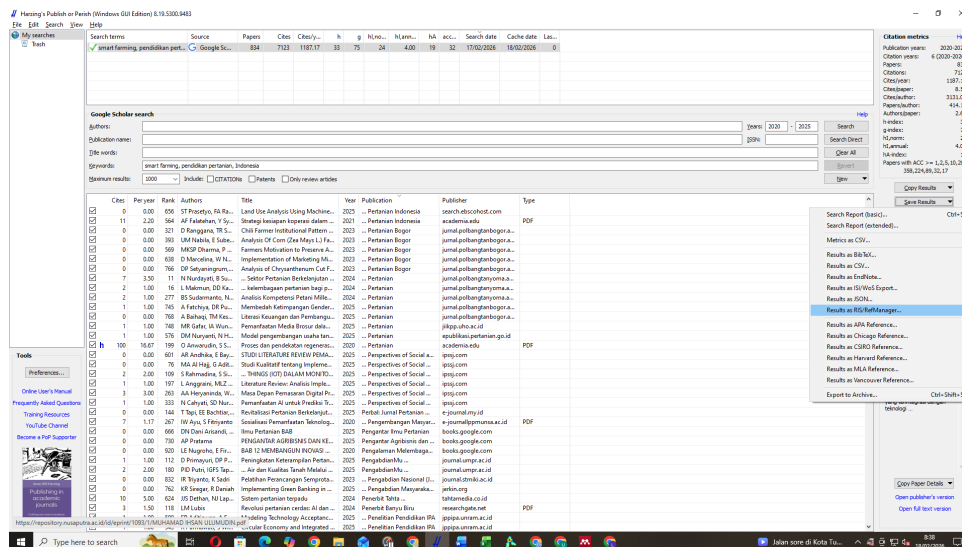 Harzing's Publish or Perish (Windows GUI Edition) 8.19.5300.9483
File Edit Search View Help
My searches
Trash
Search terms Source Papers Cites Cites/y... h g hI,no... hI,ann... hA acc... Search date Cache date Las...
smart farming, pendidikan pert... Google Sc... 834 7123 1187.17 33 75 24 4.00 19 32 17/02/2026 18/02/2026 0
Google Scholar search Help
Authors: Years: 2020 - 2025 Search
Publication name: ISSN: Search Direct
Title words: Clear All
Keywords: smart farming, pendidikan pertanian, Indonesia Revert
Maximum results: 1000 Include: CITATIONs Patents Only review articles New
Cites Per year Rank Authors Title Year Publication Publisher Type
0 0.00 656 ST Prasetyo, FA Ra... Land Use Analysis Using Machine... 2025 ... Pertanian Indonesia search.ebscohost.com
11 2.20 564 AF Falatehan, Y Sy... Strategi kesiapan koperasi dalam ... 2021 ... Pertanian Indonesia academia.edu PDF
0 0.00 321 D Ranggana, TR S... Chili Farmer Institutional Pattern ... 2023 ... Pertanian Bogor jurnal.polbangtanbogor.a...
0 0.00 393 UM Nabila, E Sube... Analysis Of Corn (Zea Mays L.) Fa... 2023 ... Pertanian Bogor jurnal.polbangtanbogor.a...
0 0.00 569 MKSP Dharma, P ... Farmers Motivation to Preserve A... 2023 ... Pertanian Bogor jurnal.polbangtanbogor.a...
0 0.00 638 D Marcelina, W N... Implementation of Marketing Mi... 2023 ... Pertanian Bogor jurnal.polbangtanbogor.a...
0 0.00 766 DP Setyaningrum,... Analysis of Chrysanthemum Cut F... 2023 ... Pertanian Bogor jurnal.polbangtanbogor.a...
7 3.50 11 N Nurdayati, B Su... ... Sektor Pertanian Berkelanjutan ... 2024 ... Pertanian jurnal.polbangtanyoma.a...
2 1.00 16 L Makmun, DD Ka... ... kelembagaan pertanian bagi p... 2024 ... Pertanian jurnal.polbangtanyoma.a...
2 1.00 277 BS Sudarmanto, N... Analisis Kompetensi Petani Mille... 2024 ... Pertanian jurnal.polbangtanyoma.a...
1 1.00 745 A Fatchiya, DR Pu... Membedah Ketimpangan Gender... 2025 ... Pertanian jurnal.polbangtanbogor.a...
0 0.00 768 A Baihaqi, TM Kes... Literasi Keuangan dan Pembangu... 2025 ... Pertanian jurnal.polbangtanbogor.a...
1 1.00 748 MR Gafar, IA Wun... Pemanfaatan Media Brosur dala... 2025 ... Pertanian jiikpp.uho.ac.id
1 1.00 576 DM Nuryanti, N H... Model pengembangan usaha tan... 2025 ... Pertanian epublikasi.pertanian.go.id
h 100 16.67 199 O Anwarudin, S S... Proses dan pendekatan regeneras... 2020 ... Pertanian academia.edu PDF
0 0.00 601 AR Andhika, E Bay... STUDI LITERATURE REVIEW PEMA... 2025 ... Perspectives of Social a... ipssj.com
0 0.00 76 MA Al Hajj, G Adit... Studi Kualitatif tentang Impleme... 2025 ... Perspectives of Social ... ipssj.com
2 2.00 109 S Rahmadina, S Si... ... THINGS (IOT) DALAM MONITO... 2025 ... Perspectives of Social ... ipssj.com
1 1.00 197 L Anggraini, MLZ ... Literature Review: Analisis Imple... 2025 ... Perspectives of Social ... ipssj.com
3 3.00 263 AA Heryaninda, W... Masa Depan Pemasaran Digital Pr... 2025 ... Perspectives of Social ... ipssj.com
1 1.00 333 N Cahyati, SD Nur... Pemanfaatan AI untuk Prediksi Tr... 2025 ... Perspectives of Social ... ipssj.com
0 0.00 144 T Tapi, EE Bachtiar,... Revitalisasi Pertanian Berkelanjut... 2025 Perbal: Jurnal Pertanian ... e-journal.my.id
7 1.17 267 IW Ayu, S Fitriyanto Sosialisasi Pemanfaatan Teknolog... 2020 ... Pengembangan Masyar... e-journallppmunsa.ac.id PDF
0 0.00 666 DN Dani Arisandi, ... Ilmu Pertanian BAB 2025 Pengantar Ilmu Pertanian books.google.com
0 0.00 730 AP Pratama PENGANTAR AGRIBISNIS DAN KE... 2025 Pengantar Agribisnis dan ... books.google.com
0 0.00 920 LE Nugroho, E Fir... BAB 12 MEMBANGUN INOVASI ... 2020 Pengalaman Melembaga... books.google.com
1 1.00 112 D Primayuri, DP P... Peningkatan Keterampilan Pertan... 2025 PengabdianMu ... journal.umpr.ac.id
2 2.00 180 PID Putri, IGFS Tap... ... Air dan Kualitas Tanah Melalui ... 2025 PengabdianMu ... journal.umpr.ac.id
0 0.00 832 IR Triyanto, K Sadri Pelatihan Perancangan Semprota... 2023 ... Pengabdian Nasional (I... journal.stmiki.ac.id
0 0.00 762 KR Siregar, R Daniah Implementing Green Banking in ... 2025 ... Pengabdian Masyaraka... jerkin.org
10 5.00 624 JJS Dethan, NJ Lap... Sistem pertanian terpadu 2024 Penerbit Tahta ... tahtamedia.co.id
3 1.50 118 LM Lubis Revolusi pertanian cerdas: AI dan ... 2024 Penerbit Banyu Biru researchgate.net PDF
Modeling Technology Acceptanc... 2025 ... Penelitian Pendidikan IPA jppipa.unram.ac.id
Circular Economy and Integrated ... 2025 ... Penelitian Pendidikan IPA jppipa.unram.ac.id
https://repository.nusaputra.ac.id/id/eprint/1093/1/MUHAMAD IHSAN ULUMUDIN.pdf
Tools
Preferences...
Online User's Manual
Frequently Asked Questions
Training Resources
YouTube Channel
Become a PoP Supporter
Publishing in
academic
journals
Citation metrics
Publication years: 2020-202
Citation years: 6 (2020-202
Papers: 83
Citations: 712
Cites/year: 1187.1
Cites/paper: 8.5
Cites/author: 3131.0
Papers/author: 414.
Authors/paper: 2.6
h-index:
g-index:
hI,norm:
hI,annual: 4.0
hA-index:
Papers with ACC >= 1,2,5,10,20
358,224,89,32,17
Copy Results
Save Results
Search Report (basic)... Ctrl+S
Search Report (extended)...
Metrics as CSV...
Results as BibTeX...
Results as CSV...
Results as EndNote...
Results as ISI/WoS Export...
Results as JSON...
Results as RIS/RefManager...
Results as APA Reference...
Results as Chicago Reference...
Results as CSIRO Reference...
Results as Harvard Reference...
Results as MLA Reference...
Results as Vancouver Reference...
Export to Archive... Ctrl+Shift+
teknologi ...
Copy Paper Details
Open publisher's version
Open full text version
Type here to search
Jalan sore di Kota Tu...
8:38
18/02/2026